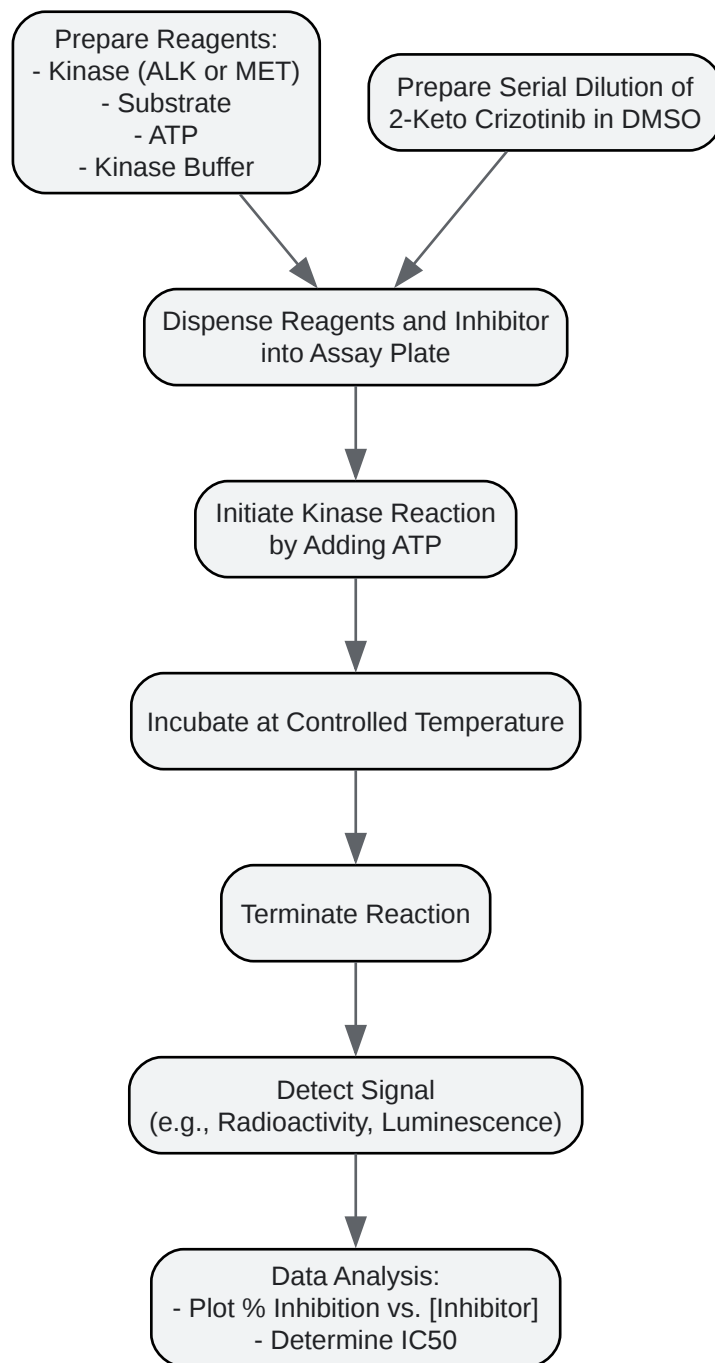 Prepare Reagents:
- Kinase (ALK or MET)
- Substrate
- ATP
- Kinase Buffer
Prepare Serial Dilution of
2-Keto Crizotinib in DMSO
Dispense Reagents and Inhibitor
into Assay Plate
Initiate Kinase Reaction
by Adding ATP
Incubate at Controlled Temperature
Terminate Reaction
Detect Signal
(e.g., Radioactivity, Luminescence)
Data Analysis:
- Plot % Inhibition vs. [Inhibitor]
- Determine IC50